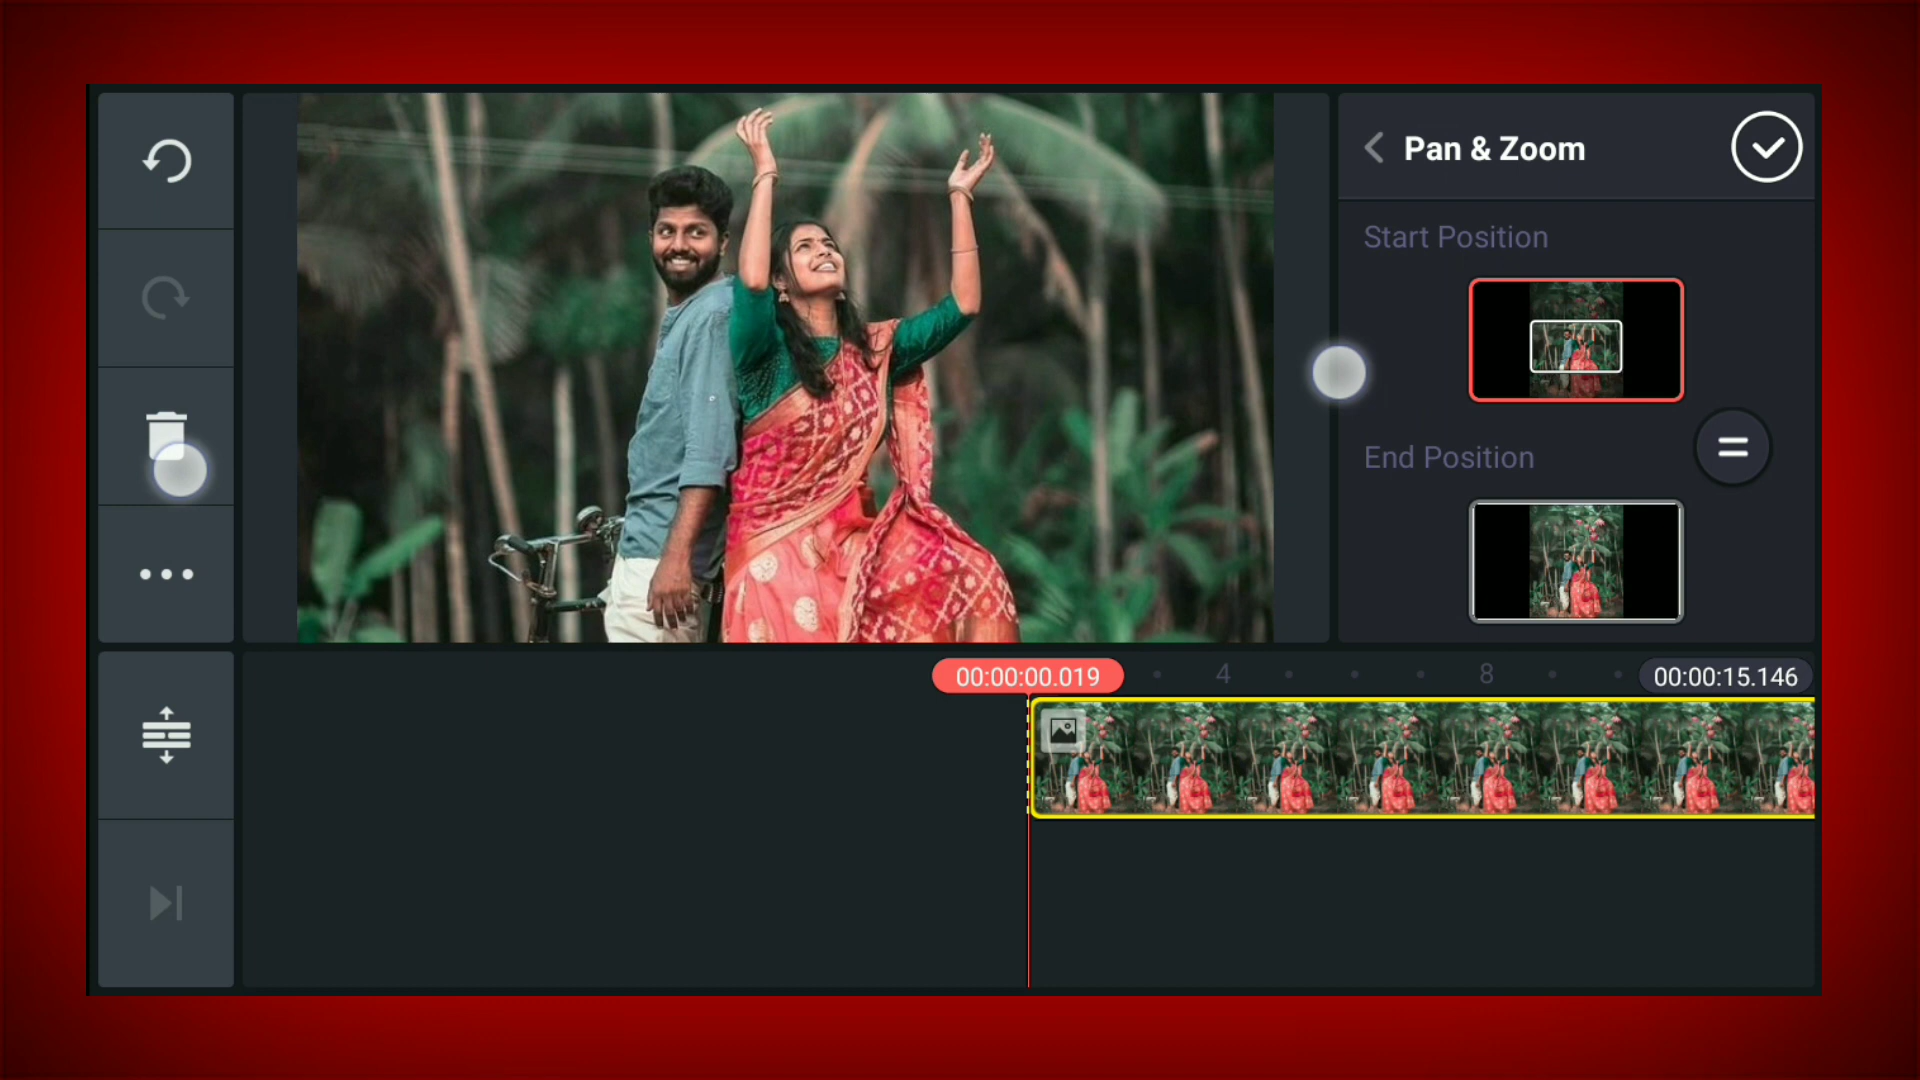 Pan & Zoom
Start Position
End Position
00:00:00.019
4
8
00:00:15.146